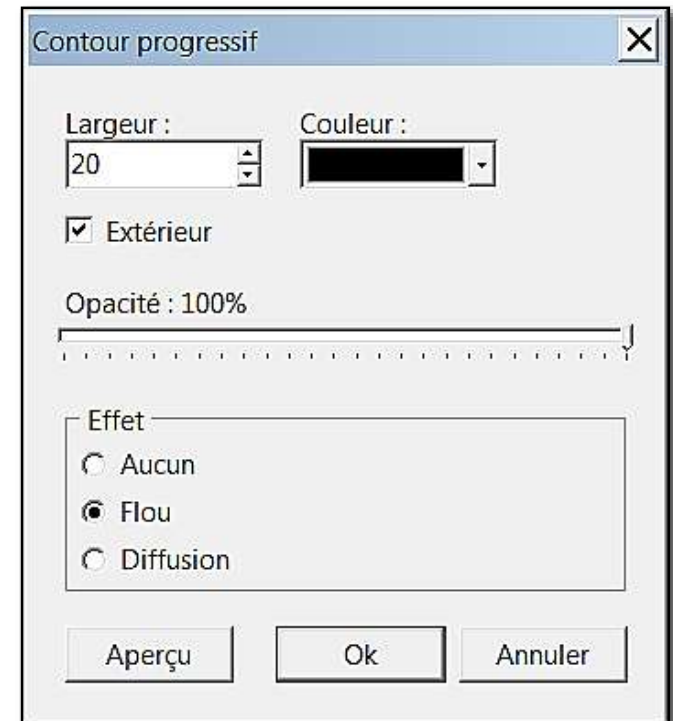 Contour progressif
Largeur : Couleur :
20
Extérieur
Opacité : 100%
Effet
Aucun
Flou
Diffusion
Aperçu Ok Annuler